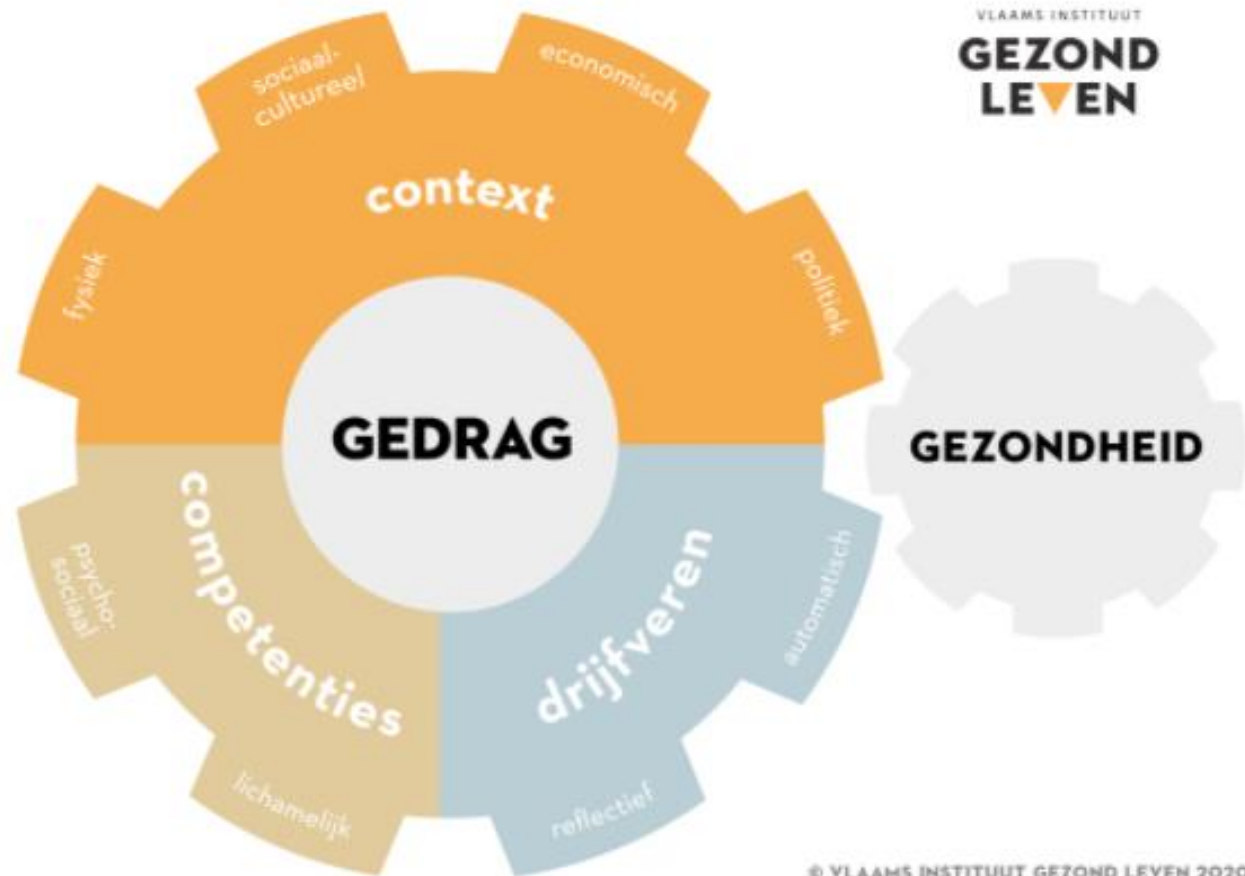 VLAAMS INSTITUUT
GEZOND
LEVEN
sociaal-
cultureel
economisch
context
fysiek
politiek
GEDRAG
GEZONDHEID
competenties
drijfveren
psycho-
sociaal
automatisch
lichamelijk
reflectief
© VLAAMS INSTITUUT GEZOND LEVEN 2020